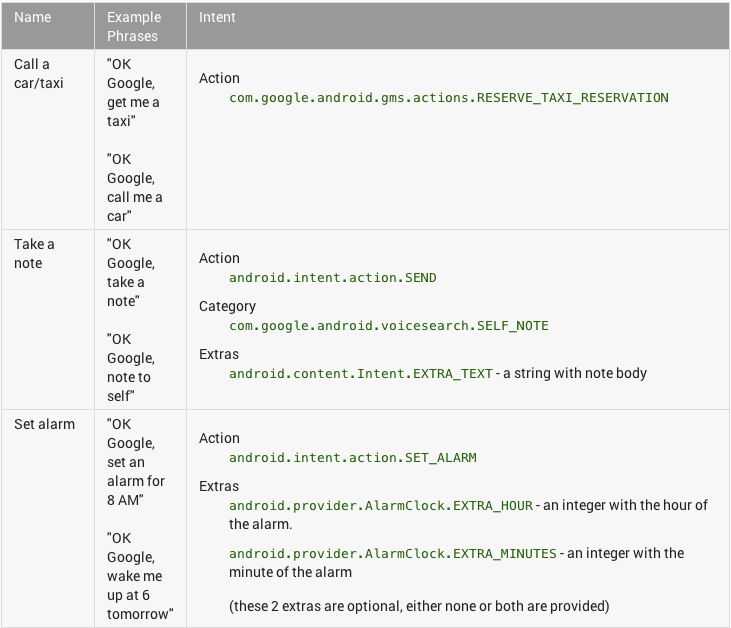 Name
Example
Phrases
Intent
Call a
car/taxi
"OK
Google,
get me a
taxi"
"OK
Google,
call me a
car"
Action
com.google.android.gms.actions.RESERVE_TAXI_RESERVATION
Take a
note
"OK
Google,
take a
note"
"OK
Google,
note to
self"
Action
android.intent.action.SEND
Category
com.google.android.voicesearch.SELF_NOTE
Extras
android.content.Intent.EXTRA_TEXT - a string with note body
Set alarm
"OK
Google,
set an
alarm for
8 AM"
"OK
Google,
wake me
up at 6
tomorrow"
Action
android.intent.action.SET_ALARM
Extras
android.provider.AlarmClock.EXTRA_HOUR - an integer with the hour of
the alarm.
android.provider.AlarmClock.EXTRA_MINUTES - an integer with the
minute of the alarm
(these 2 extras are optional, either none or both are provided)